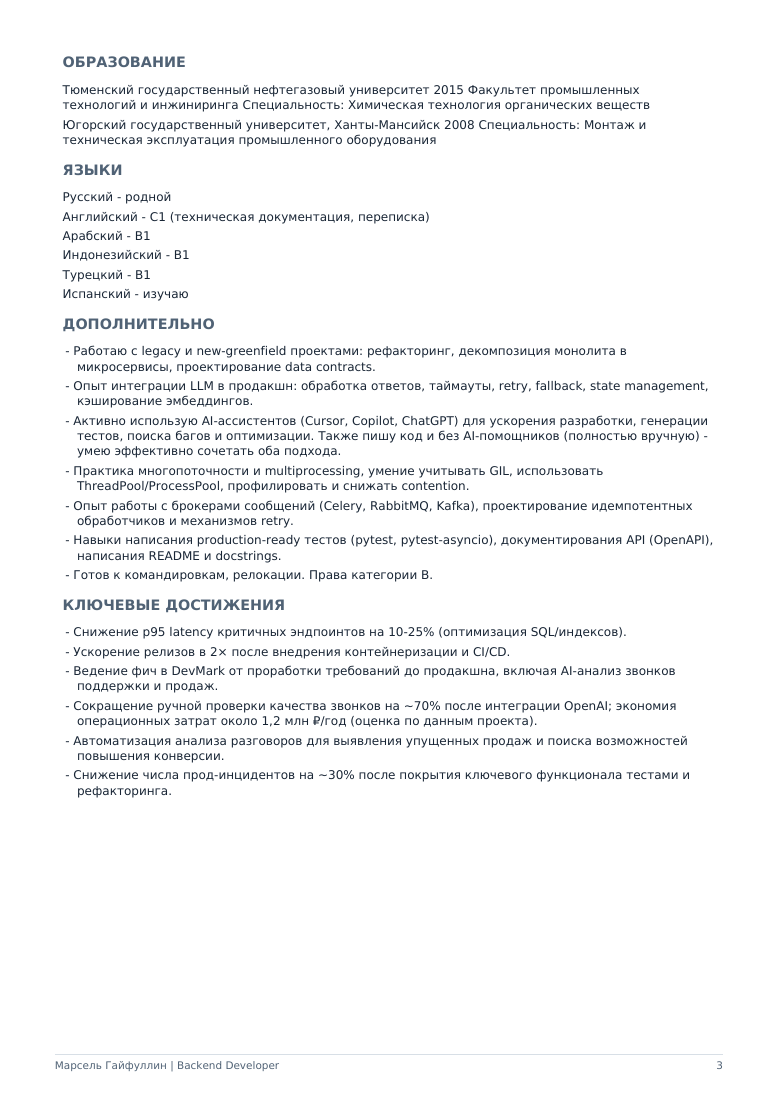 ОБРАЗОВАНИЕ
Тюменский государственный нефтегазовый университет 2015 Факультет промышленных
технологий и инжиниринга Специальность: Химическая технология органических веществ
Югорский государственный университет, Ханты-Мансийск 2008 Специальность: Монтаж и
техническая эксплуатация промышленного оборудования
ЯЗЫКИ
Русский - родной
Английский - C1 (техническая документация, переписка)
Арабский - B1
Индонезийский - B1
Турецкий - B1
Испанский - изучаю
ДОПОЛНИТЕЛЬНО
- Работаю с legacy и new-greenfield проектами: рефакторинг, декомпозиция монолита в
микросервисы, проектирование data contracts.
- Опыт интеграции LLM в продакшн: обработка ответов, таймауты, retry, fallback, state management,
кэширование эмбеддингов.
- Активно использую AI-ассистентов (Cursor, Copilot, ChatGPT) для ускорения разработки, генерации
тестов, поиска багов и оптимизации. Также пишу код и без AI-помощников (полностью вручную) -
умею эффективно сочетать оба подхода.
- Практика многопоточности и multiprocessing, умение учитывать GIL, использовать
ThreadPool/ProcessPool, профилировать и снижать contention.
- Опыт работы с брокерами сообщений (Celery, RabbitMQ, Kafka), проектирование идемпотентных
обработчиков и механизмов retry.
- Навыки написания production-ready тестов (pytest, pytest-asyncio), документирования API (OpenAPI),
написания README и docstrings.
- Готов к командировкам, релокации. Права категории B.
КЛЮЧЕВЫЕ ДОСТИЖЕНИЯ
- Снижение p95 latency критичных эндпоинтов на 10-25% (оптимизация SQL/индексов).
- Ускорение релизов в 2× после внедрения контейнеризации и CI/CD.
- Ведение фич в DevMark от проработки требований до продакшна, включая AI-анализ звонков
поддержки и продаж.
- Сокращение ручной проверки качества звонков на ~70% после интеграции OpenAI; экономия
операционных затрат около 1,2 млн ₽/год (оценка по данным проекта).
- Автоматизация анализа разговоров для выявления упущенных продаж и поиска возможностей
повышения конверсии.
- Снижение числа прод-инцидентов на ~30% после покрытия ключевого функционала тестами и
рефакторинга.
Марсель Гайфуллин | Backend Developer 3